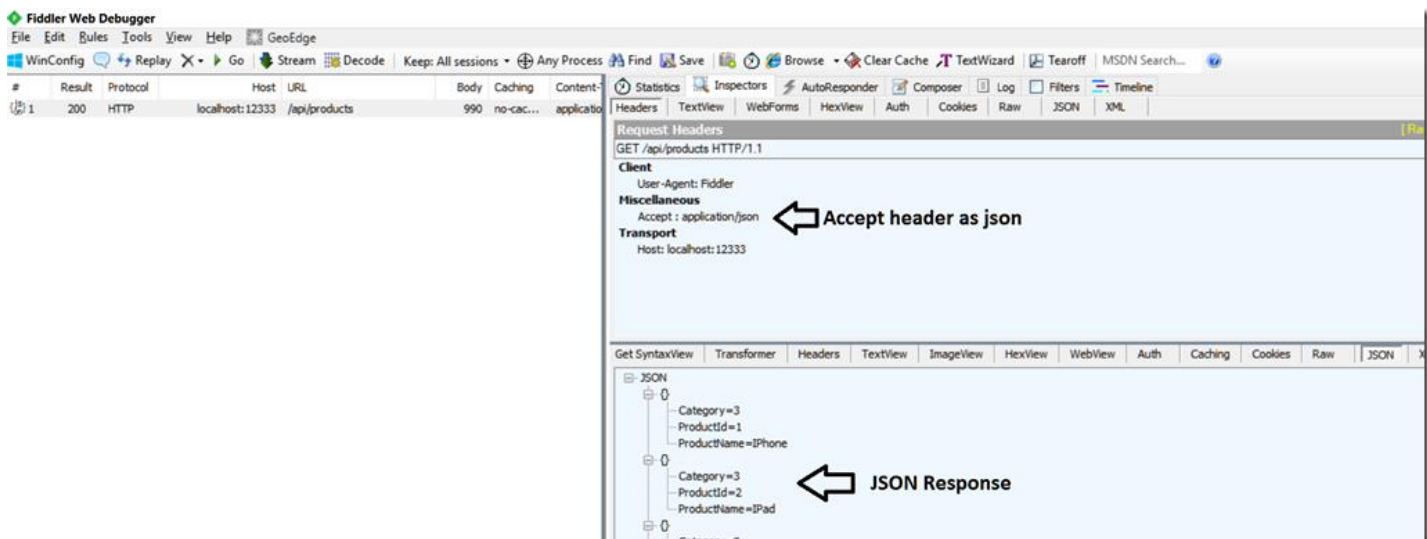 Fiddler Web Debugger
File Edit Rules Tools View Help GeoEdge
WinConfig Replay X Go Stream Decode Keep: All sessions Any Process Find Save Browse Clear Cache TextWizard Tearoff MSDN Search...
# Result Protocol Host URL Body Caching Content-
1 200 HTTP localhost:12333 /api/products 990 no-cac... applicatio
Statistics Inspectors AutoResponder Composer Log Filters Timeline
Headers TextView WebForms HexView Auth Cookies Raw JSON XML
Request Headers
GET /api/products HTTP/1.1
Client
User-Agent: Fiddler
Miscellaneous
Accept : application/json
Accept header as json
Transport
Host: localhost:12333
Get SyntaxView Transformer Headers TextView ImageView HexView WebView Auth Caching Cookies Raw JSON X
JSON
{}
Category=3
ProductId=1
ProductName=IPhone
{}
Category=3
ProductId=2
ProductName=IPad
JSON Response
{}